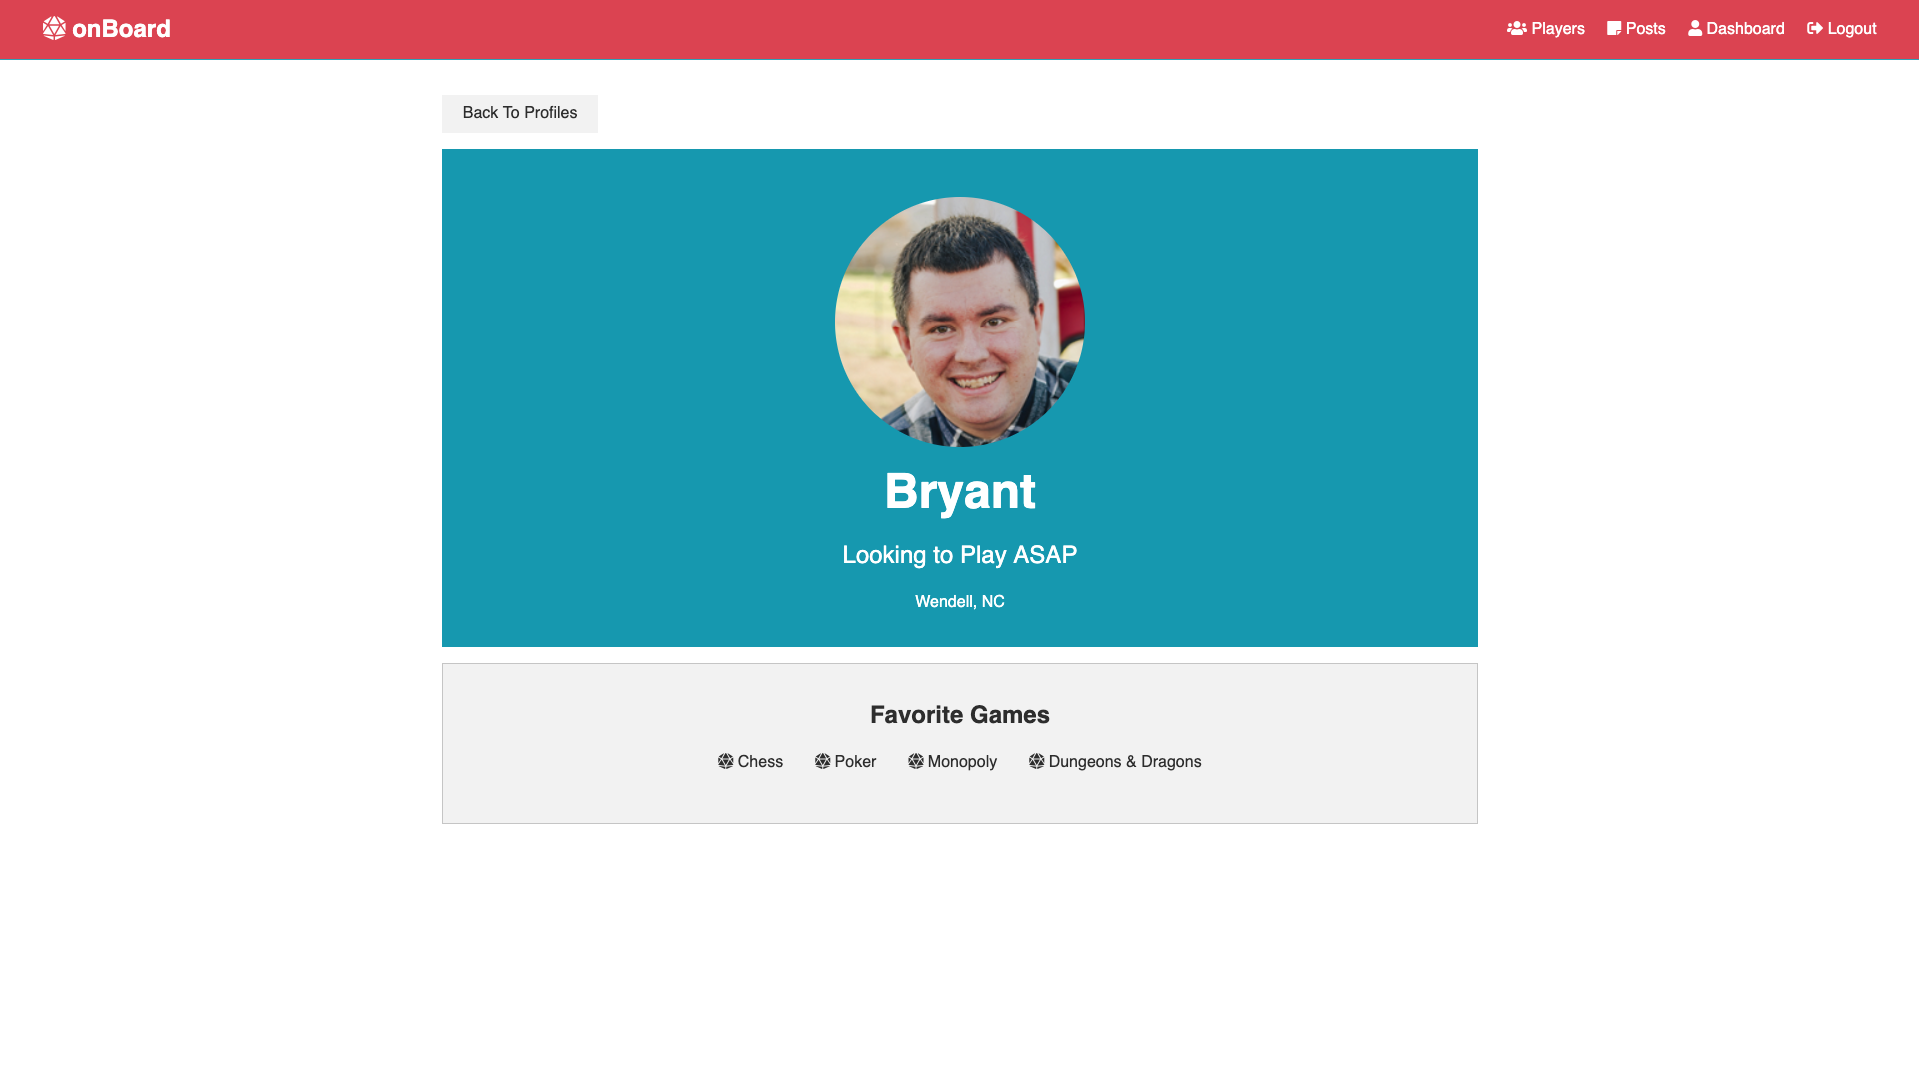 onBoard
Players Posts Dashboard Logout
Back To Profiles
Bryant
Looking to Play ASAP
Wendell, NC
Favorite Games
Chess Poker Monopoly Dungeons & Dragons